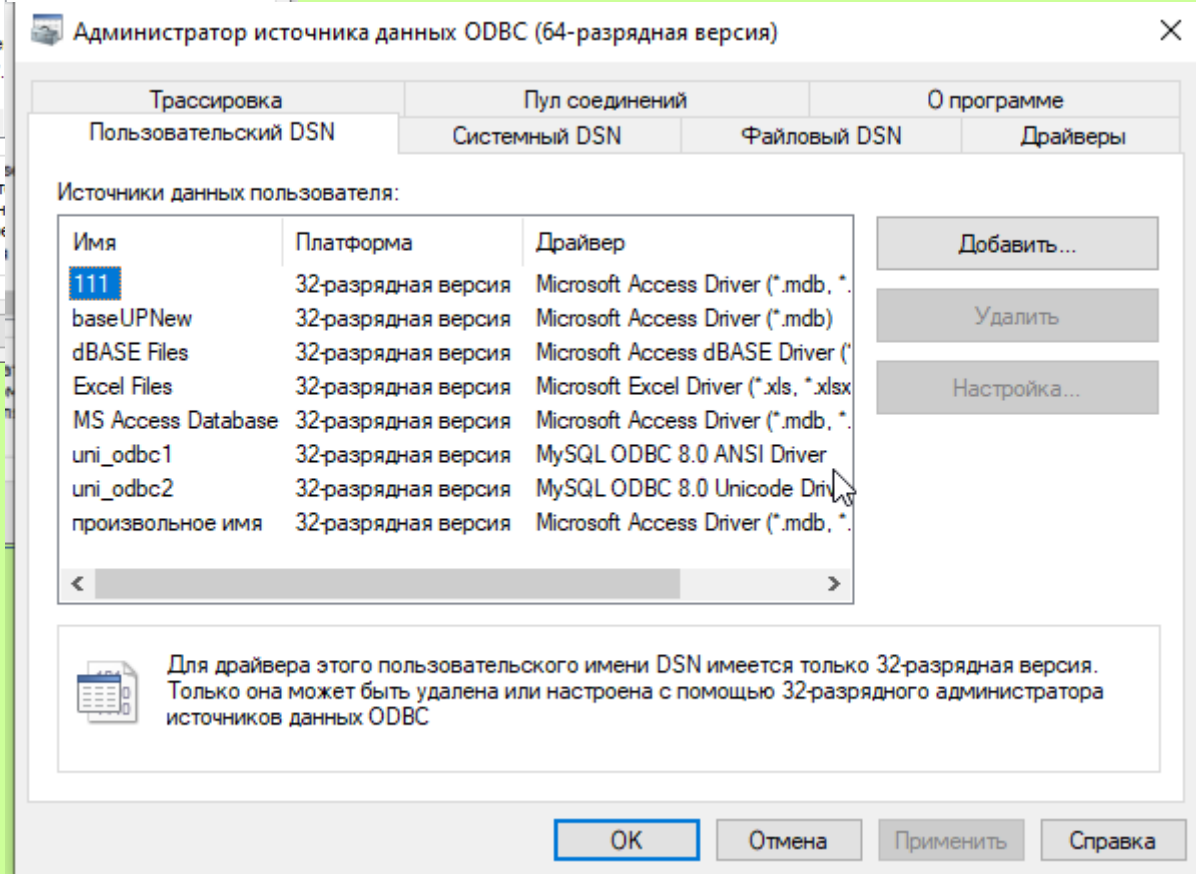 Администратор источника данных ODBC (64-разрядная версия)
Трассировка Пул соединений О программе
Пользовательский DSN Системный DSN Файловый DSN Драйверы
Источники данных пользователя:
Имя Платформа Драйвер
111 32-разрядная версия Microsoft Access Driver (*.mdb, *.
baseUPNew 32-разрядная версия Microsoft Access Driver (*.mdb)
dBASE Files 32-разрядная версия Microsoft Access dBASE Driver (*
Excel Files 32-разрядная версия Microsoft Excel Driver (*.xls, *.xlsx
MS Access Database 32-разрядная версия Microsoft Access Driver (*.mdb, *.
uni_odbc1 32-разрядная версия MySQL ODBC 8.0 ANSI Driver
uni_odbc2 32-разрядная версия MySQL ODBC 8.0 Unicode Driv
произвольное имя 32-разрядная версия Microsoft Access Driver (*.mdb, *.
Добавить...
Удалить
Настройка...
Для драйвера этого пользовательского имени DSN имеется только 32-разрядная версия.
Только она может быть удалена или настроена с помощью 32-разрядного администратора
источников данных ODBC
OK Отмена Применить Справка